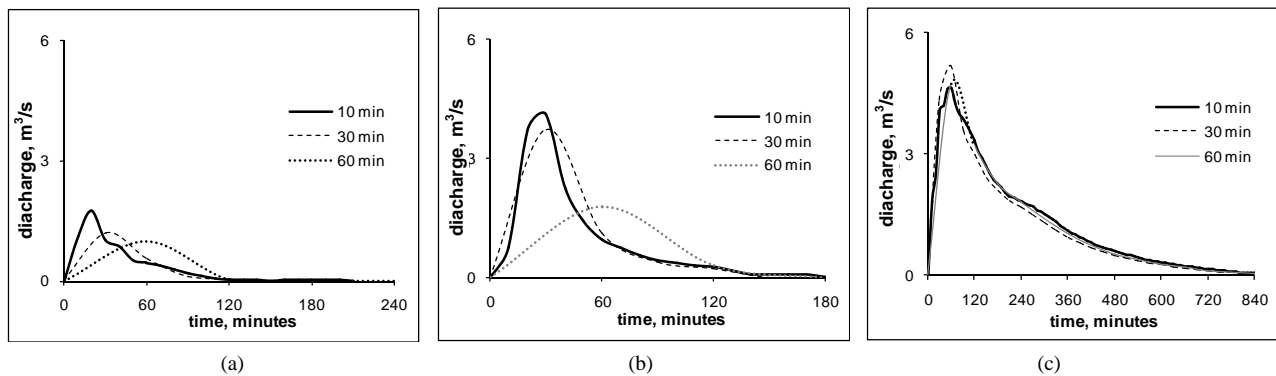 6
3
0
0 60 120 180 240
diacharge, m³/s
time, minutes
10 min
30 min
60 min
(a)
6
3
0
0 60 120 180
diacharge, m³/s
time, minutes
10 min
30 min
60 min
(b)
6
3
0
0 120 240 360 480 600 720 840
diacharge, m³/s
time, minutes
10 min
30 min
60 min
(c)